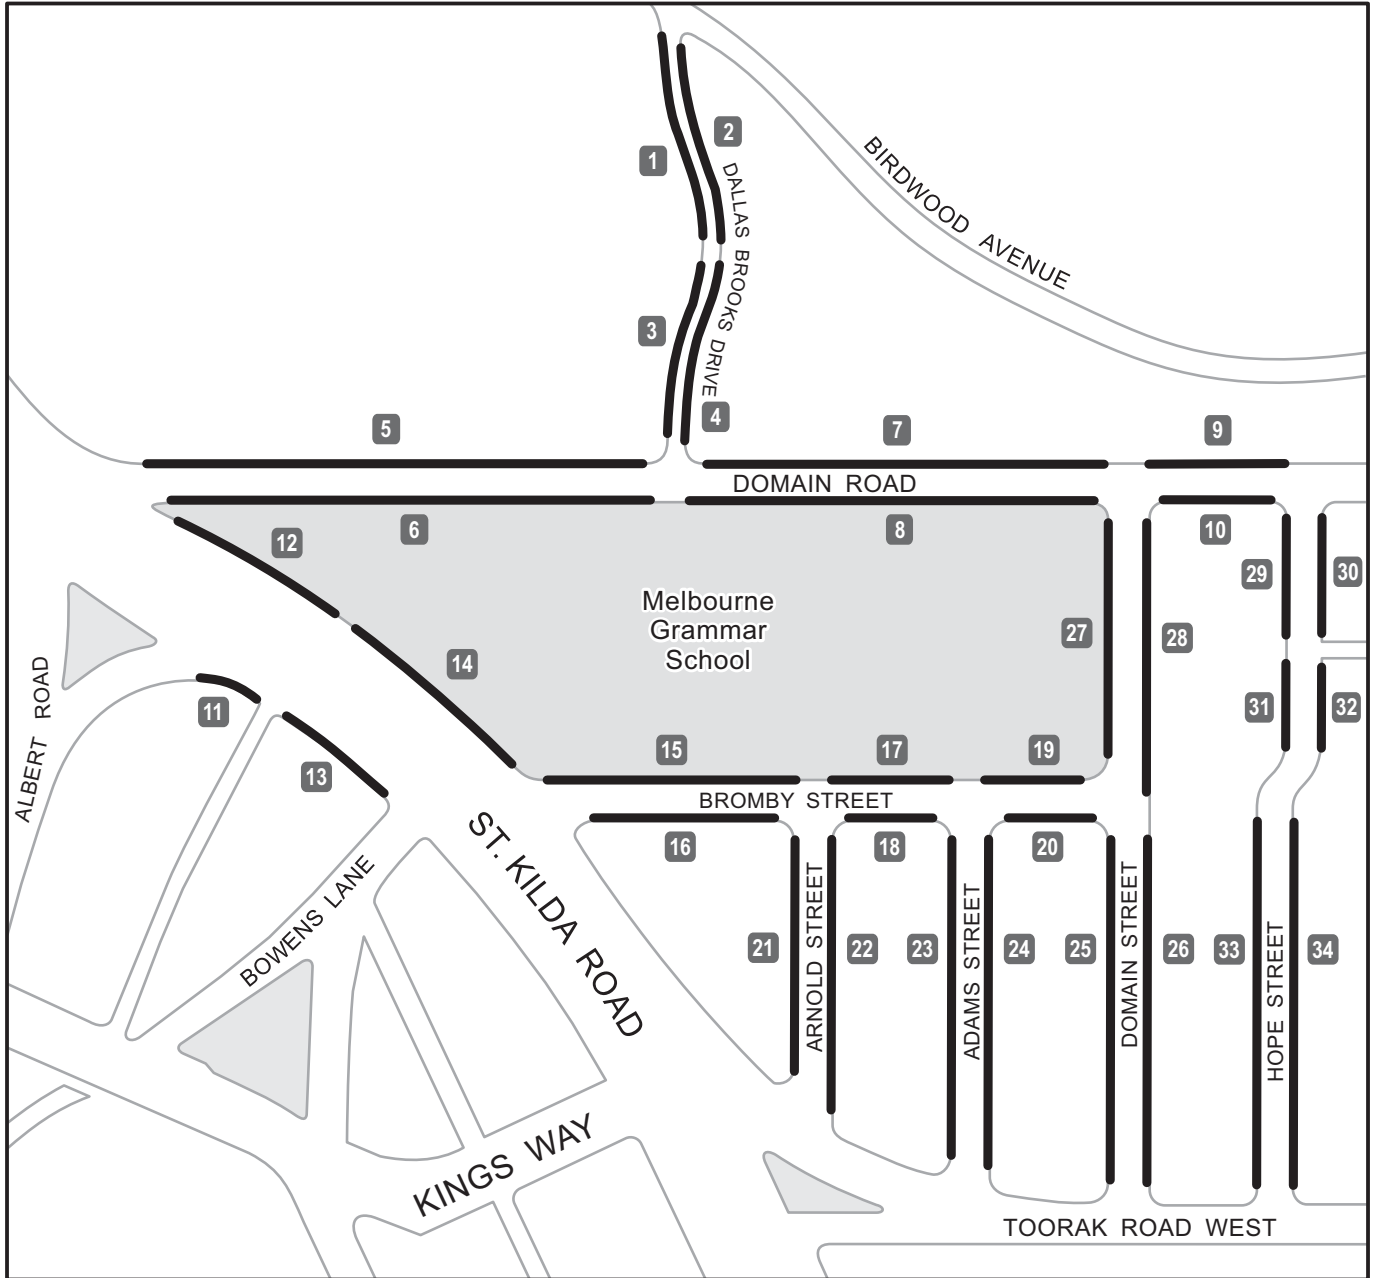 2
1
DALLAS BROOKS DRIVE
BIRDWOOD AVENUE
3
4
5
7
9
DOMAIN ROAD
6
8
10
12
29
30
Melbourne
Grammar
School
27
28
14
11
31
32
ALBERT ROAD
13
15
17
19
BROMBY STREET
16
18
20
ST. KILDA ROAD
BOWENS LANE
21
ARNOLD STREET
22
23
ADAMS STREET
24
25
DOMAIN STREET
26
33
HOPE STREET
34
KINGS WAY
TOORAK ROAD WEST